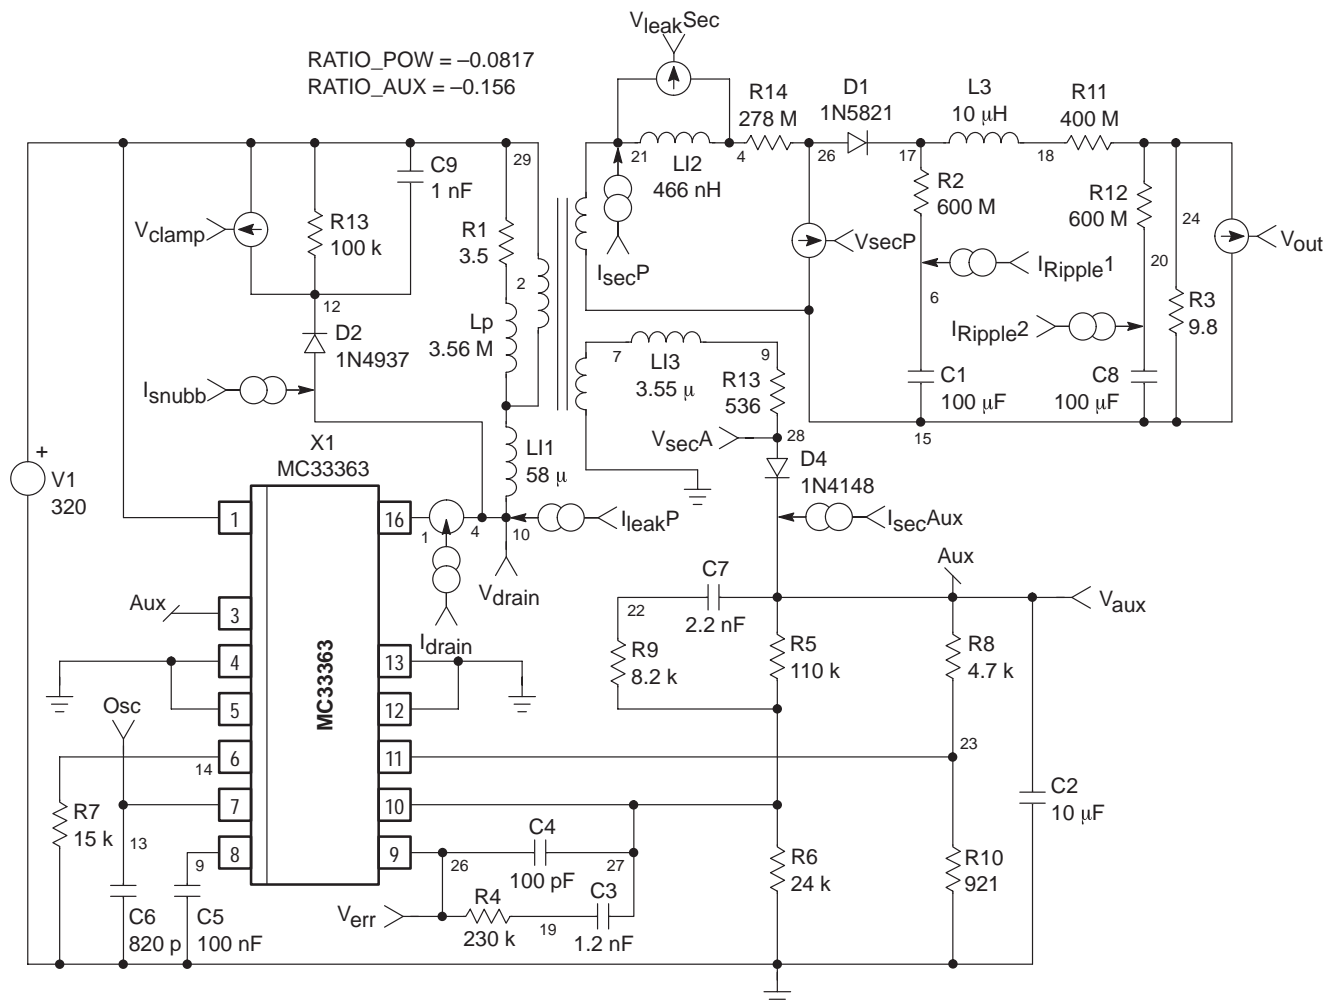 RATIO_POW = –0.0817
RATIO_AUX = –0.156
VleakSec
R14
278 M
D1
1N5821
L3
10 μH
R11
400 M
29
C9
1 nF
21
LI2
466 nH
4
26
17
18
Vclamp
R13
100 k
R1
3.5
2
R2
600 M
R12
600 M
24
IsecP
VsecP
IRipple1
20
Vout
12
D2
1N4937
Lp
3.56 M
6
IRipple2
R3
9.8
7
LI3
3.55 μ
9
R13
536
C1
100 μF
C8
100 μF
Isnubb
15
X1
MC33363
LI1
58 μ
VsecA
28
D4
1N4148
+
V1
320
1
16
1
4
10
IleakP
IsecAux
Vdrain
Idrain
Aux
3
MC33363
C7
2.2 nF
22
Aux
Vaux
4
13
R9
8.2 k
R5
110 k
R8
4.7 k
5
12
Osc
14
6
11
23
R7
15 k
7
10
C2
10 μF
13
8
9
9
26
C4
100 pF
27
R6
24 k
R10
921
C6
820 p
C5
100 nF
Verr
R4
230 k
19
C3
1.2 nF